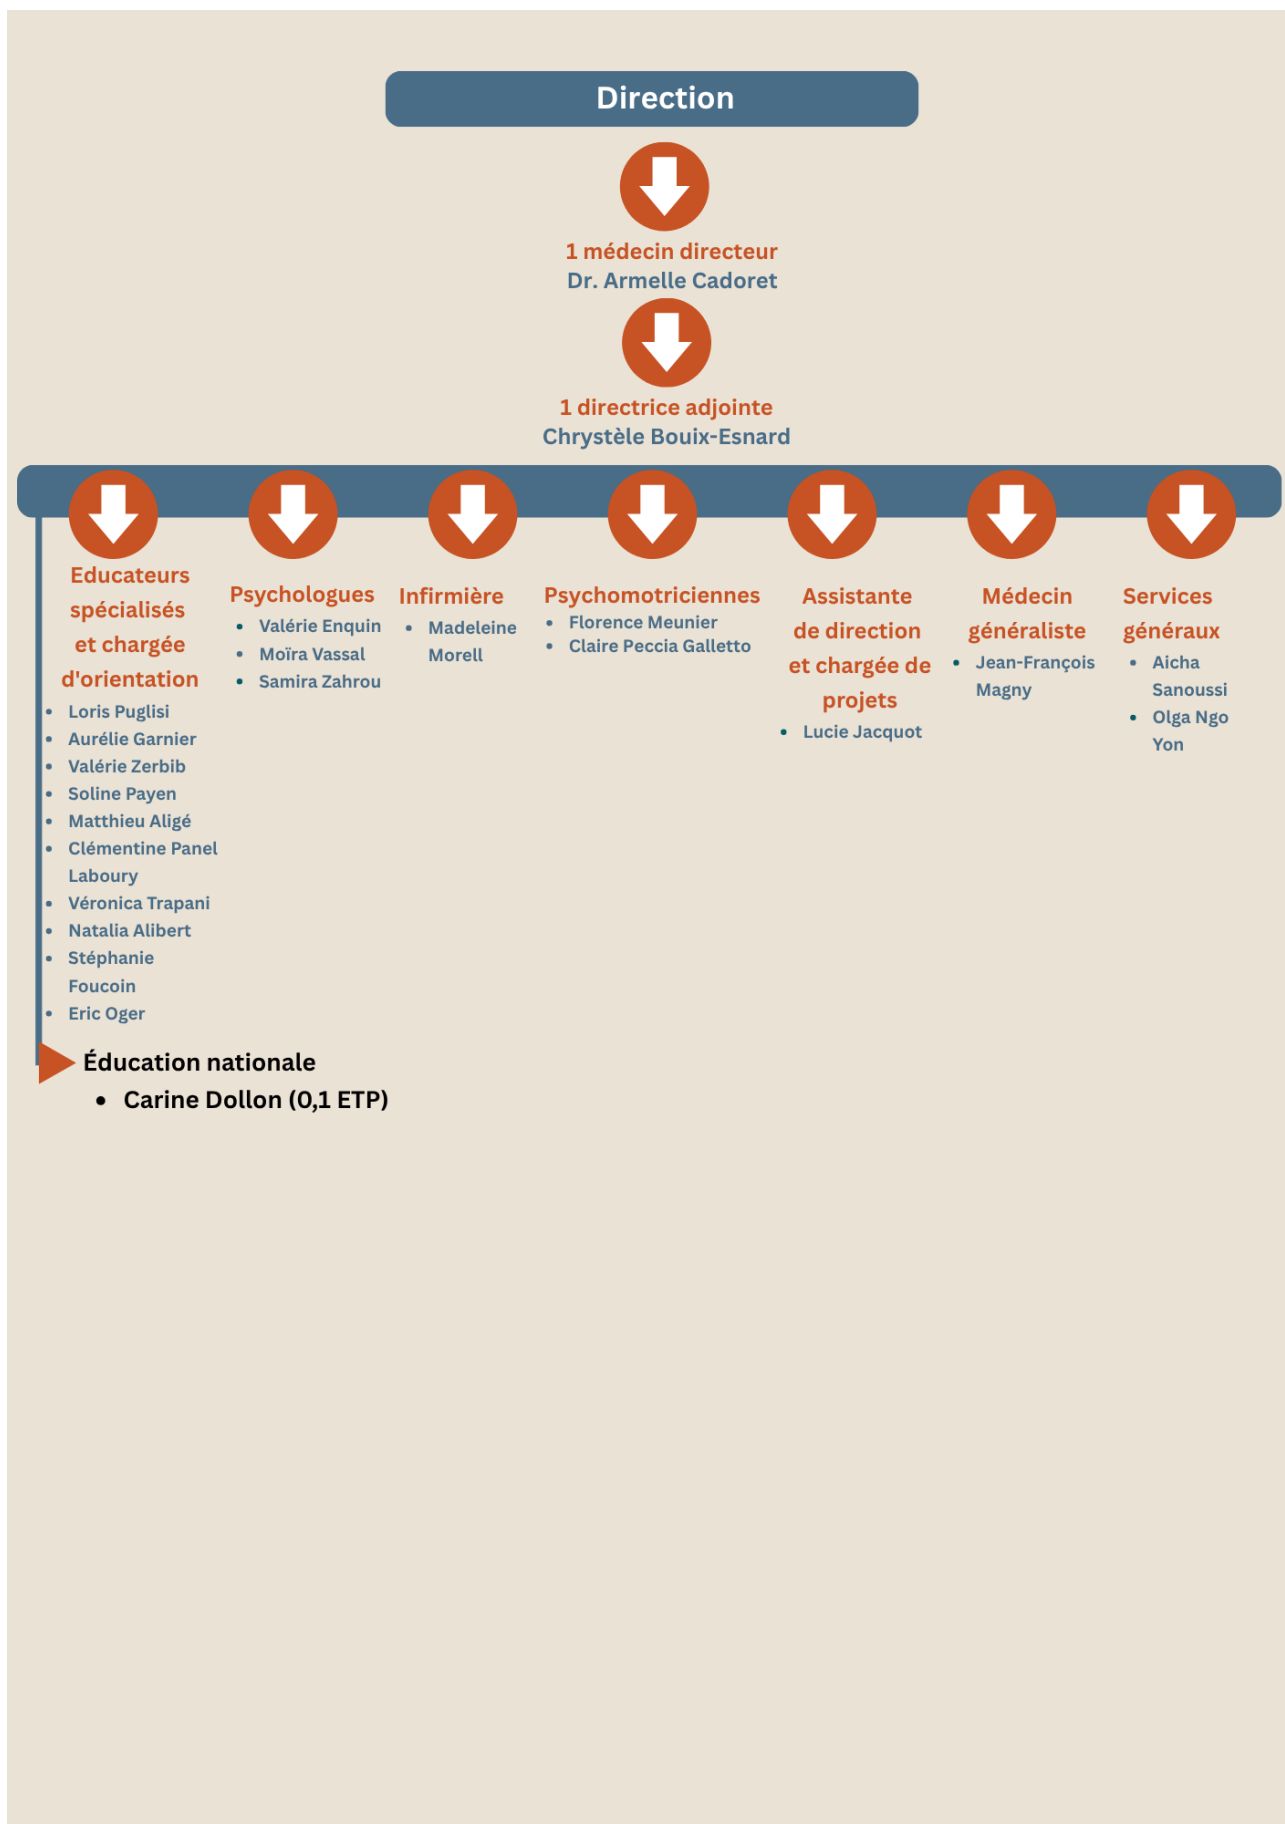 Direction
1 médecin directeur
Dr. Armelle Cadoret
1 directrice adjointe
Chrystèle Bouix-Esnard
Educateurs
spécialisés
et chargée
d'orientation
• Loris Puglisi
• Aurélie Garnier
• Valérie Zerbib
• Soline Payen
• Matthieu Aligé
• Clémentine Panel
Laboury
• Véronica Trapani
• Natalia Alibert
• Stéphanie
Foucoin
• Eric Oger
Psychologues
• Valérie Enquin
• Moïra Vassal
• Samira Zahrou
Infirmière
• Madeleine
Morell
Psychomotriciennes
• Florence Meunier
• Claire Peccia Galletto
Assistante
de direction
et chargée de
projets
• Lucie Jacquot
Médecin
généraliste
• Jean-François
Magny
Services
généraux
• Aicha
Sanoussi
• Olga Ngo
Yon
Éducation nationale
• Carine Dollon (0,1 ETP)